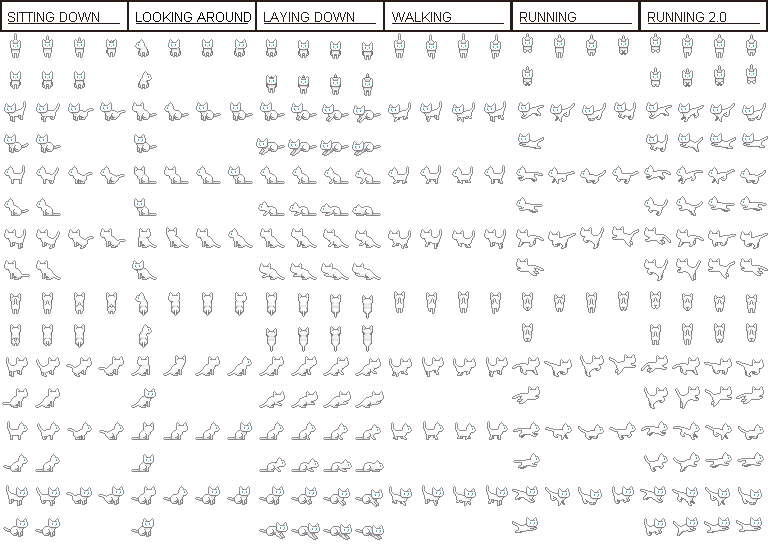 SITTING DOWN
LOOKING AROUND
LAYING DOWN
WALKING
RUNNING
RUNNING 2.0